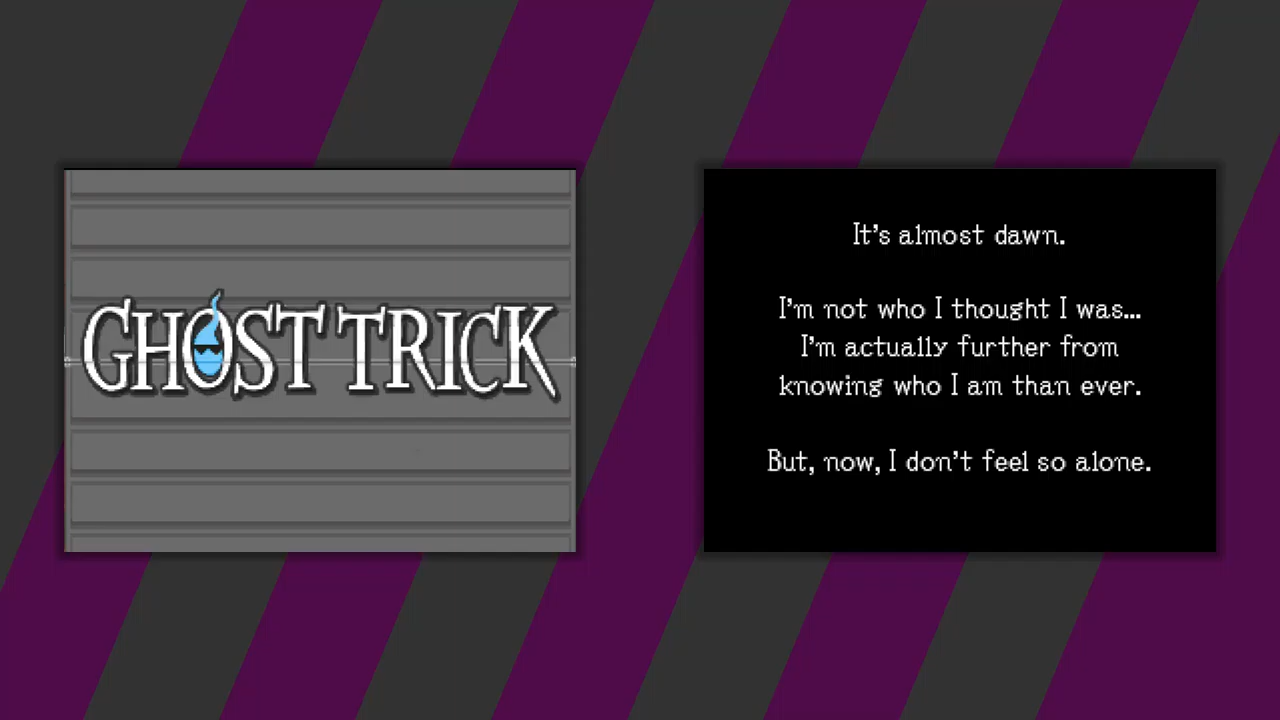 GHOST TRICK
It's almost dawn.
I'm not who I thought I was...
I'm actually further from
knowing who I am than ever.
But, now, I don't feel so alone.